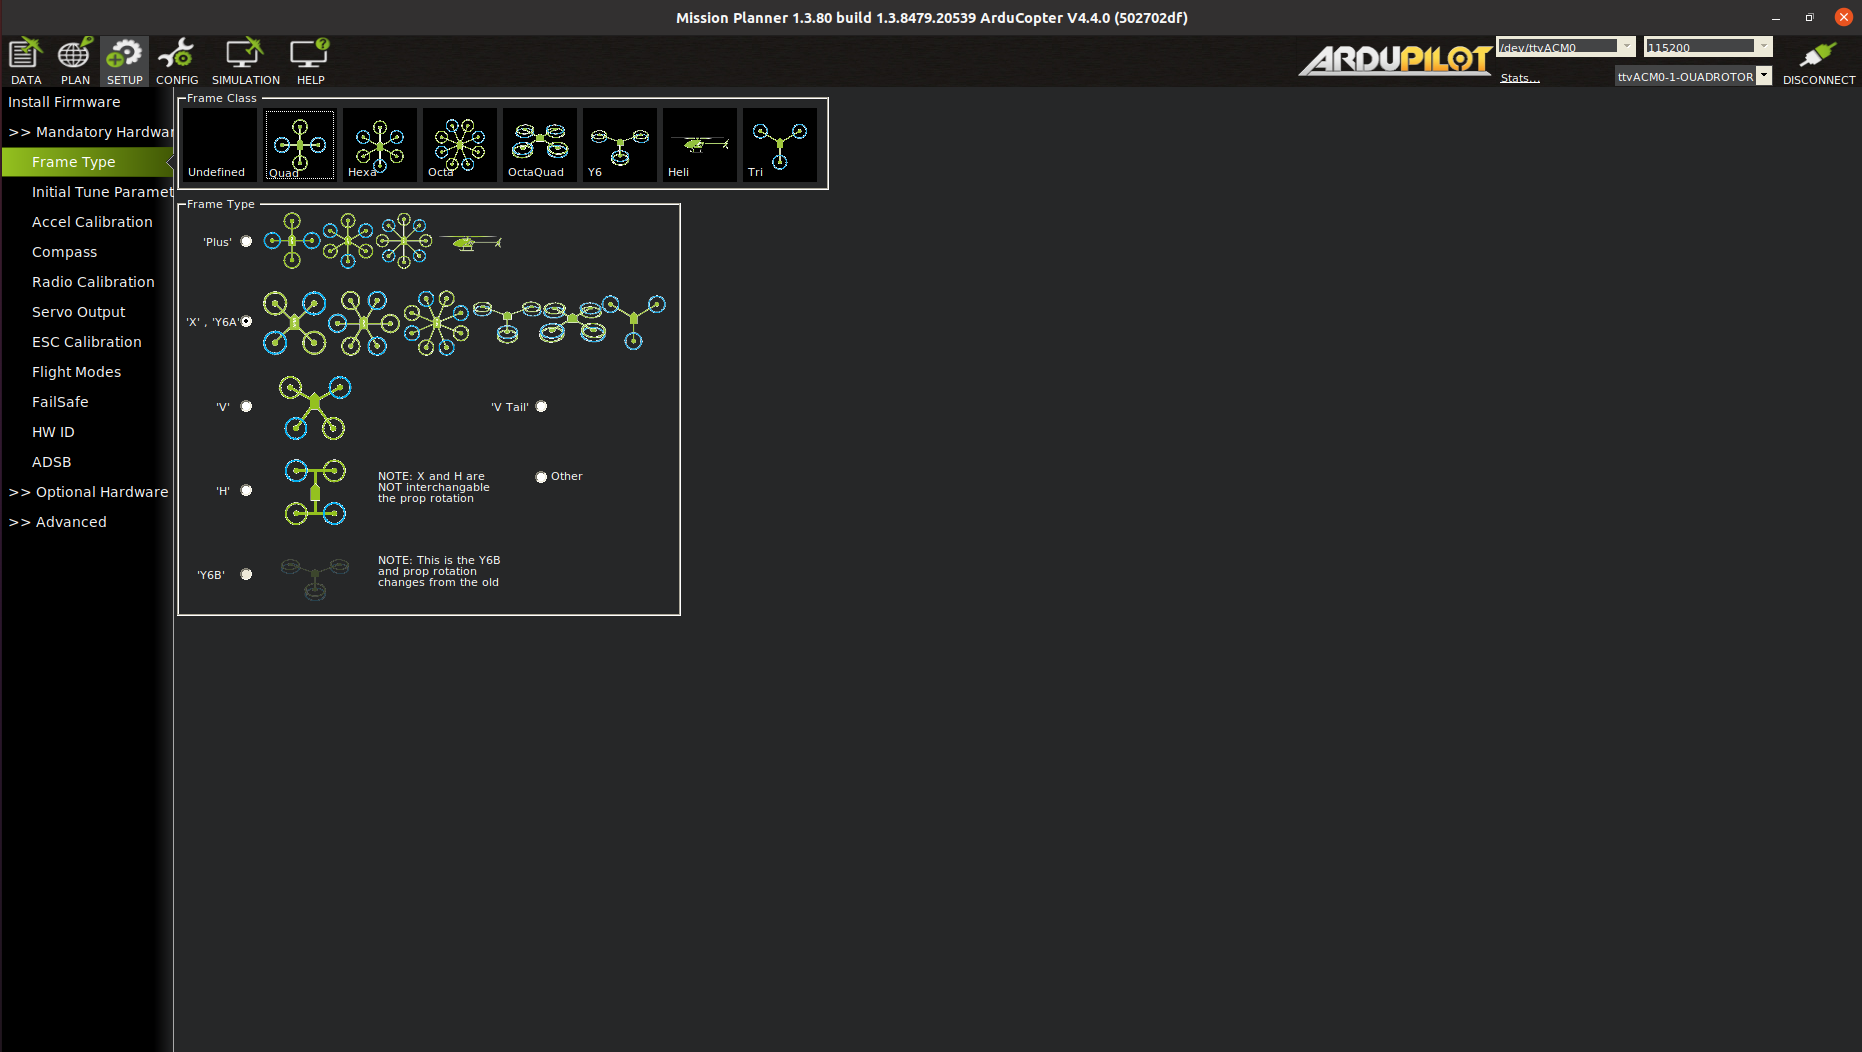 Mission Planner 1.3.80 build 1.3.8479.20539 ArduCopter V4.4.0 (502702df)
DATA PLAN SETUP CONFIG SIMULATION HELP
ARDUPILOT
/dev/ttyACM0
115200
Stats...
ttyACM0-1-QUADROTOR
DISCONNECT
Install Firmware
>> Mandatory Hardwar
Frame Type
Initial Tune Paramet
Accel Calibration
Compass
Radio Calibration
Servo Output
ESC Calibration
Flight Modes
FailSafe
HW ID
ADSB
>> Optional Hardware
>> Advanced
Frame Class
Undefined Quad Hexa Octa OctaQuad Y6 Heli Tri
Frame Type
'Plus'
'X' , 'Y6A'
'V'
'V Tail'
'H'
NOTE: X and H are
NOT interchangable
the prop rotation
Other
'Y6B'
NOTE: This is the Y6B
and prop rotation
changes from the old